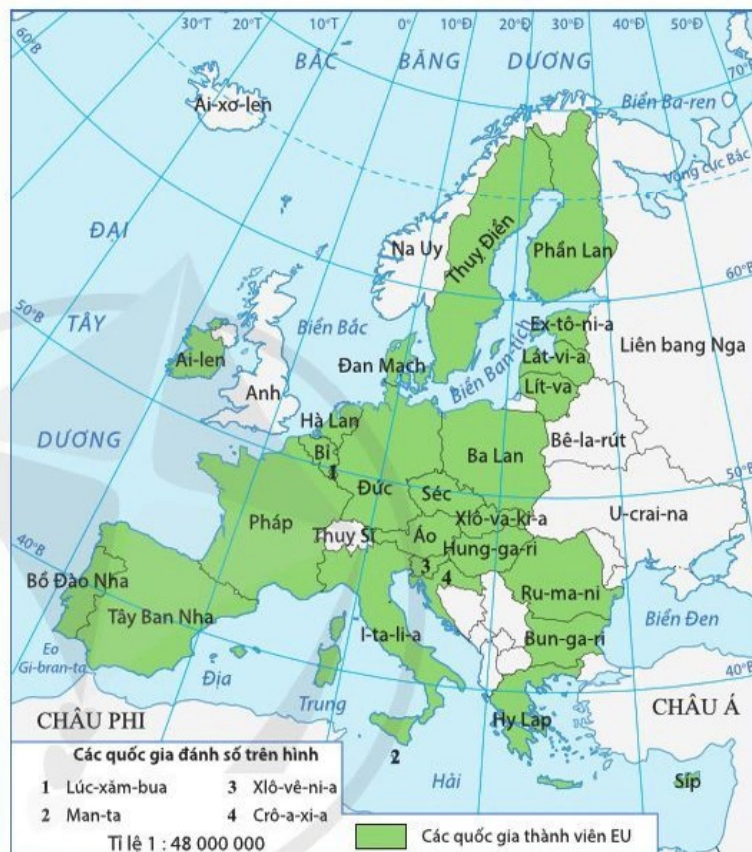 60°B
30°T
20°T
10°T
0°
10°Đ
20°Đ
30°Đ
40°Đ
50°Đ
70°B
BẮC BĂNG DƯƠNG
Ai-xơ-len
Biển Ba-ren
Vòng cực Bắc
ĐẠI
Na Uy
Thuỵ Điển
Phần Lan
60°B
50°B
TÂY
Biển Bắc
Ex-tô-ni-a
Liên bang Nga
Ai-len
Đan Mạch
Biển Ban-tích
Lát-vi-a
Lít-va
Anh
DƯƠNG
Hà Lan
Bỉ
1
Ba Lan
Bê-la-rút
50°B
Đức
Séc
Pháp
Xlô-va-ki-a
U-crai-na
Thuỵ Sĩ
Áo
Hung-ga-ri
40°B
3
4
Bồ Đào Nha
Ru-ma-ni
Tây Ban Nha
I-ta-li-a
Bun-ga-ri
Biển Đen
Eo
Gi-bran-ta
Địa
40°B
CHÂU PHI
Trung
Hy Lạp
CHÂU Á
2
Hải
Síp
Các quốc gia đánh số trên hình
1 Lúc-xăm-bua 3 Xlô-vê-ni-a
2 Man-ta 4 Crô-a-xi-a
Tỉ lệ 1 : 48 000 000
Các quốc gia thành viên EU